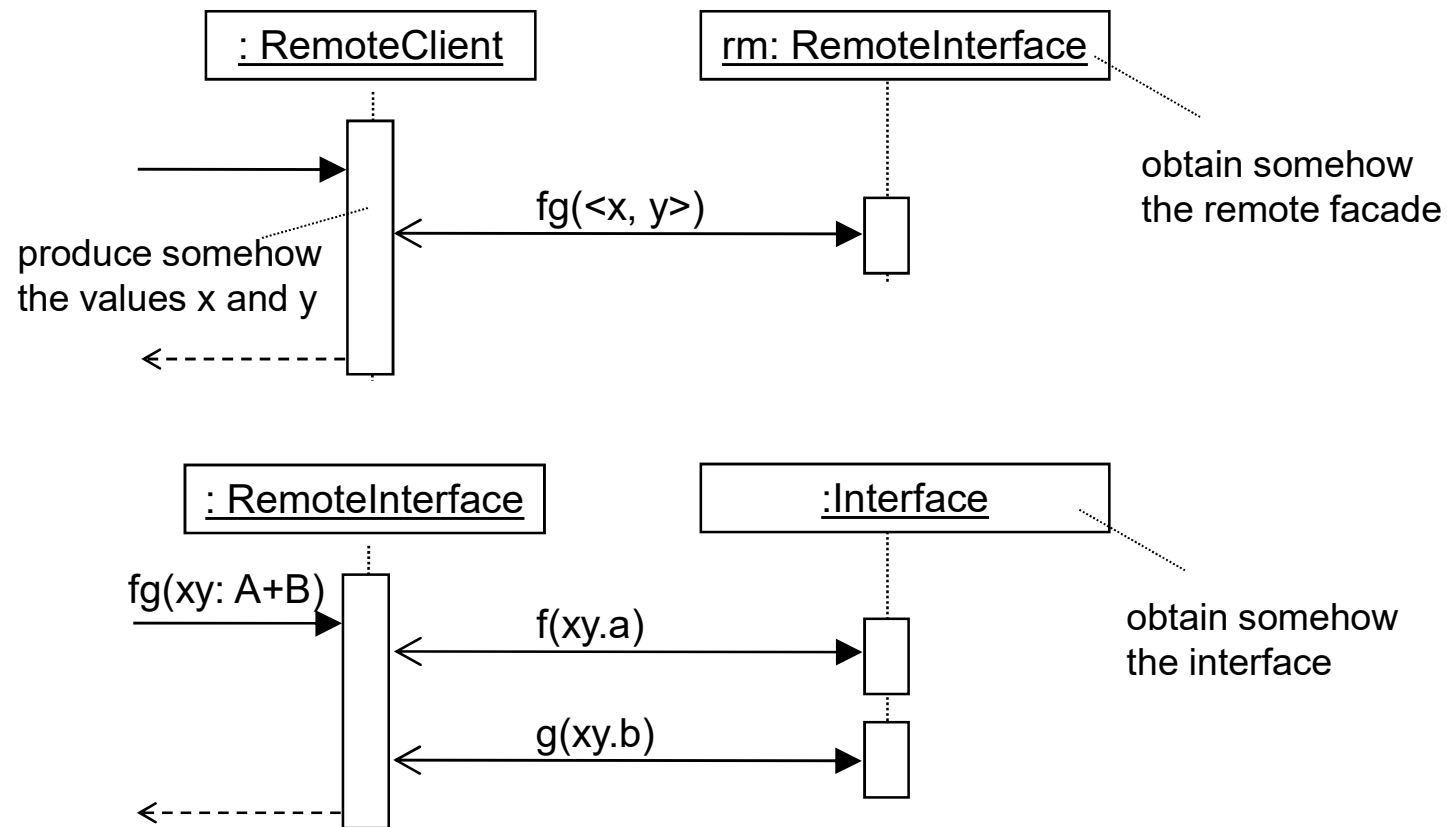 : RemoteClient
rm: RemoteInterface
obtain somehow
the remote facade
fg(<x, y>)
produce somehow
the values x and y
: RemoteInterface
:Interface
fg(xy: A+B)
f(xy.a)
obtain somehow
the interface
g(xy.b)